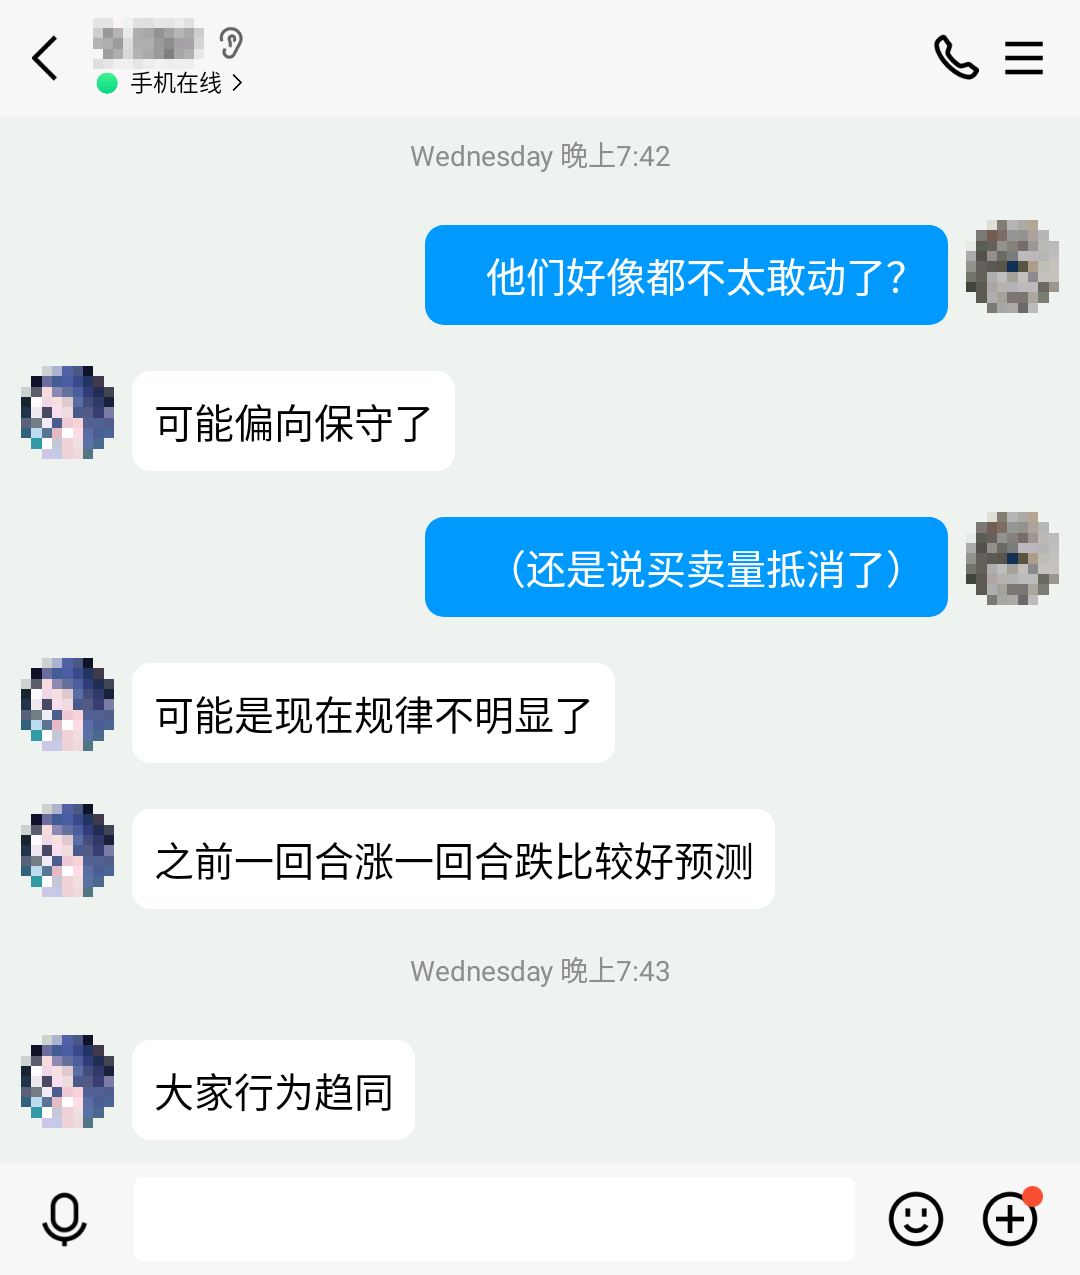 手机在线
Wednesday 晚上7:42
他们好像都不太敢动了？
可能偏向保守了
（还是说买卖量抵消了）
可能是现在规律不明显了
之前一回合涨一回合跌比较好预测
Wednesday 晚上7:43
大家行为趋同